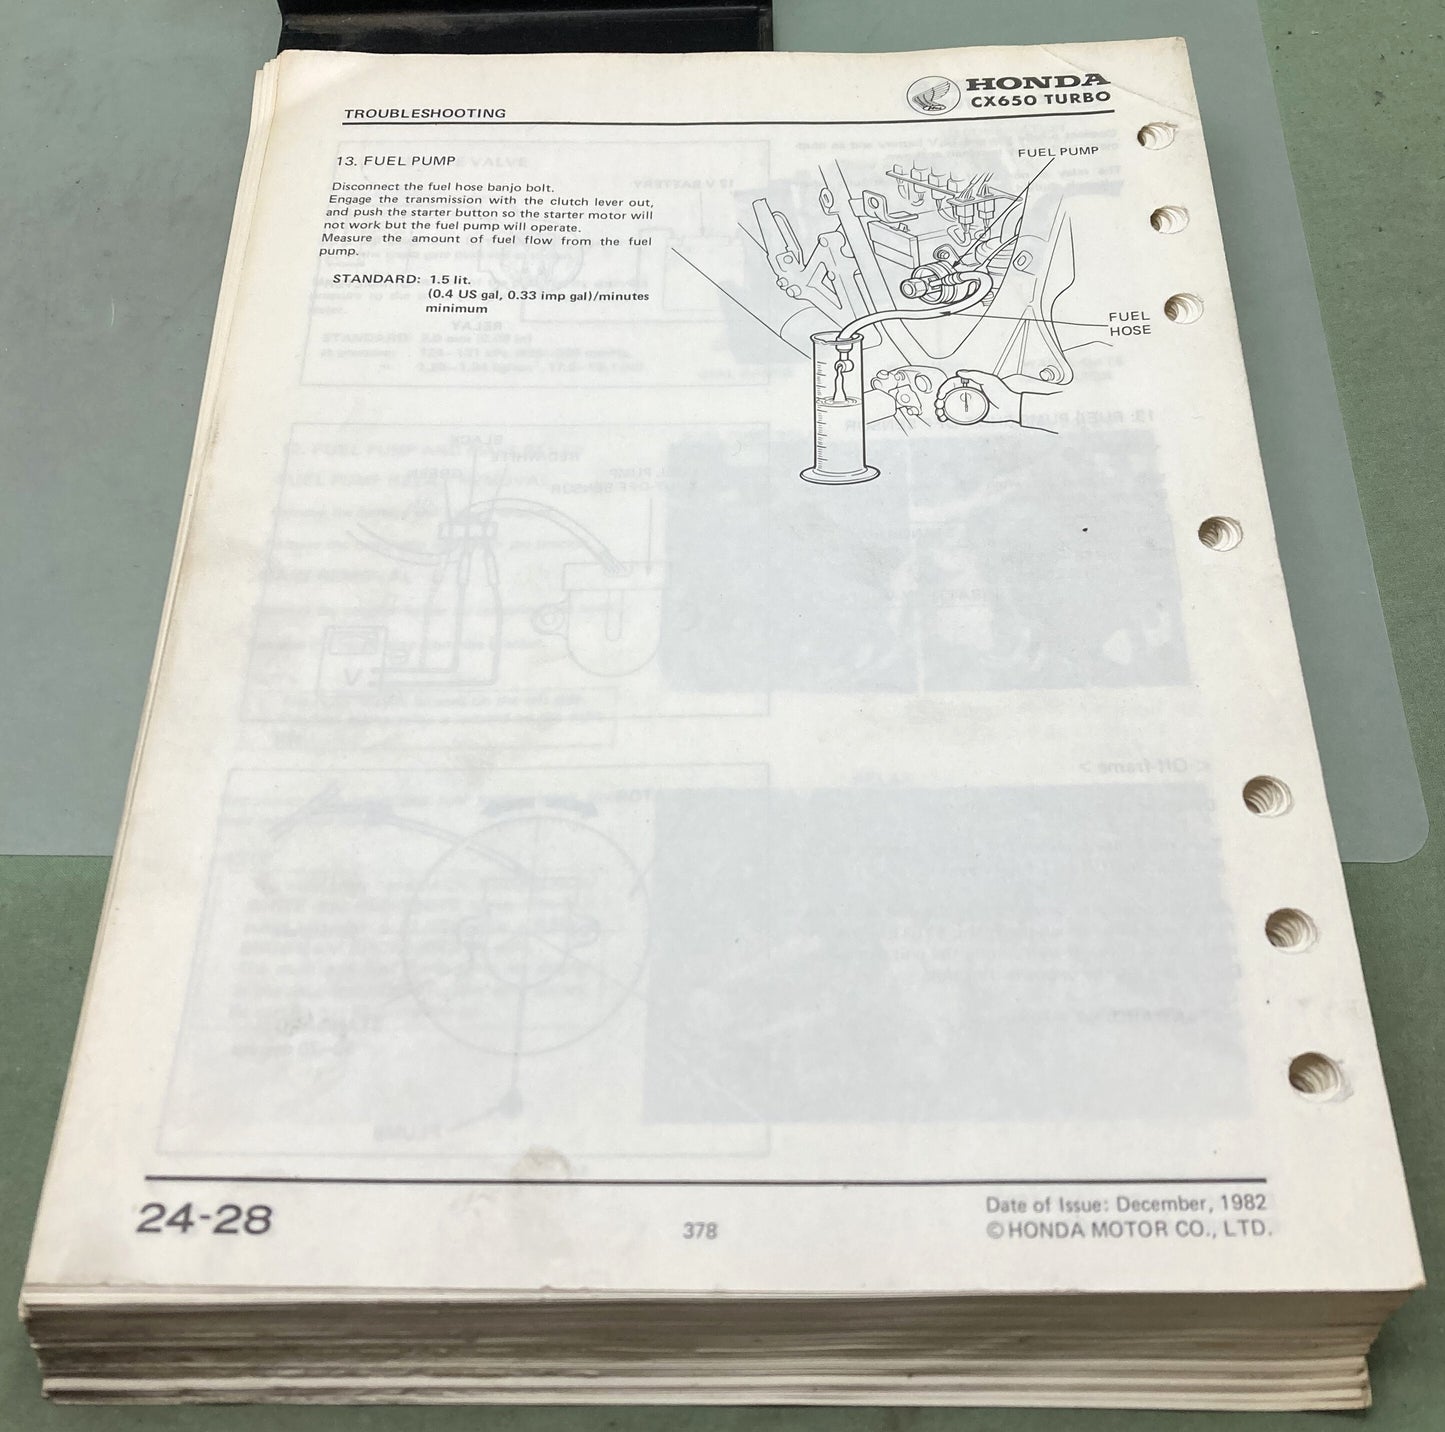 TROUBLESHOOTING
HONDA
CX650 TURBO
13. FUEL PUMP
Disconnect the fuel hose banjo bolt.
Engage the transmission with the clutch lever out,
and push the starter button so the starter motor will
not work but the fuel pump will operate.
Measure the amount of fuel flow from the fuel
pump.
STANDARD: 1.5 lit.
(0.4 US gal, 0.33 imp gal)/minutes
minimum
FUEL PUMP
FUEL
HOSE
24-28
378
Date of Issue: December, 1982
©HONDA MOTOR CO., LTD.